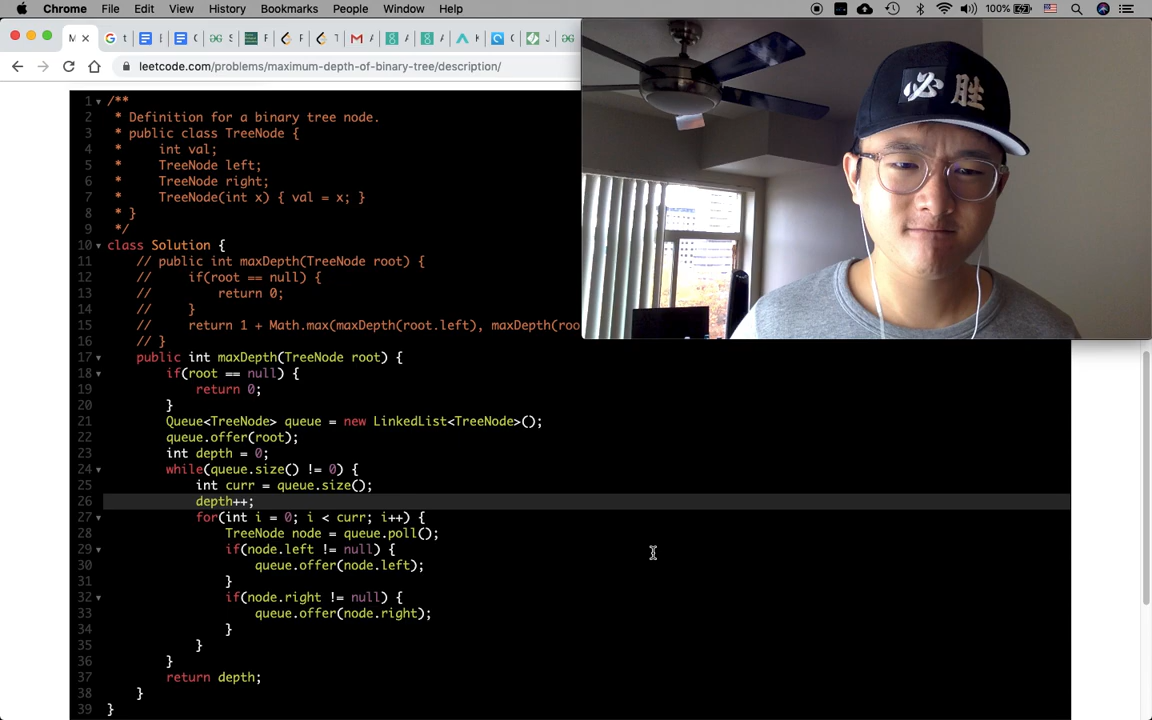 Chrome File Edit View History Bookmarks People Window Help 100%
leetcode.com/problems/maximum-depth-of-binary-tree/description/
必 胜
1 /**
2 * Definition for a binary tree node.
3 * public class TreeNode {
4 *     int val;
5 *     TreeNode left;
6 *     TreeNode right;
7 *     TreeNode(int x) { val = x; }
8 * }
9 */
10 class Solution {
11 // public int maxDepth(TreeNode root) {
12 //     if(root == null) {
13 //         return 0;
14 //     }
15 //     return 1 + Math.max(maxDepth(root.left), maxDepth(roo
16 // }
17 public int maxDepth(TreeNode root) {
18 if(root == null) {
19 return 0;
20 }
21 Queue<TreeNode> queue = new LinkedList<TreeNode>();
22 queue.offer(root);
23 int depth = 0;
24 while(queue.size() != 0) {
25 int curr = queue.size();
26 depth++;
27 for(int i = 0; i < curr; i++) {
28 TreeNode node = queue.poll();
29 if(node.left != null) {
30 queue.offer(node.left);
31 }
32 if(node.right != null) {
33 queue.offer(node.right);
34 }
35 }
36 }
37 return depth;
38 }
39 }